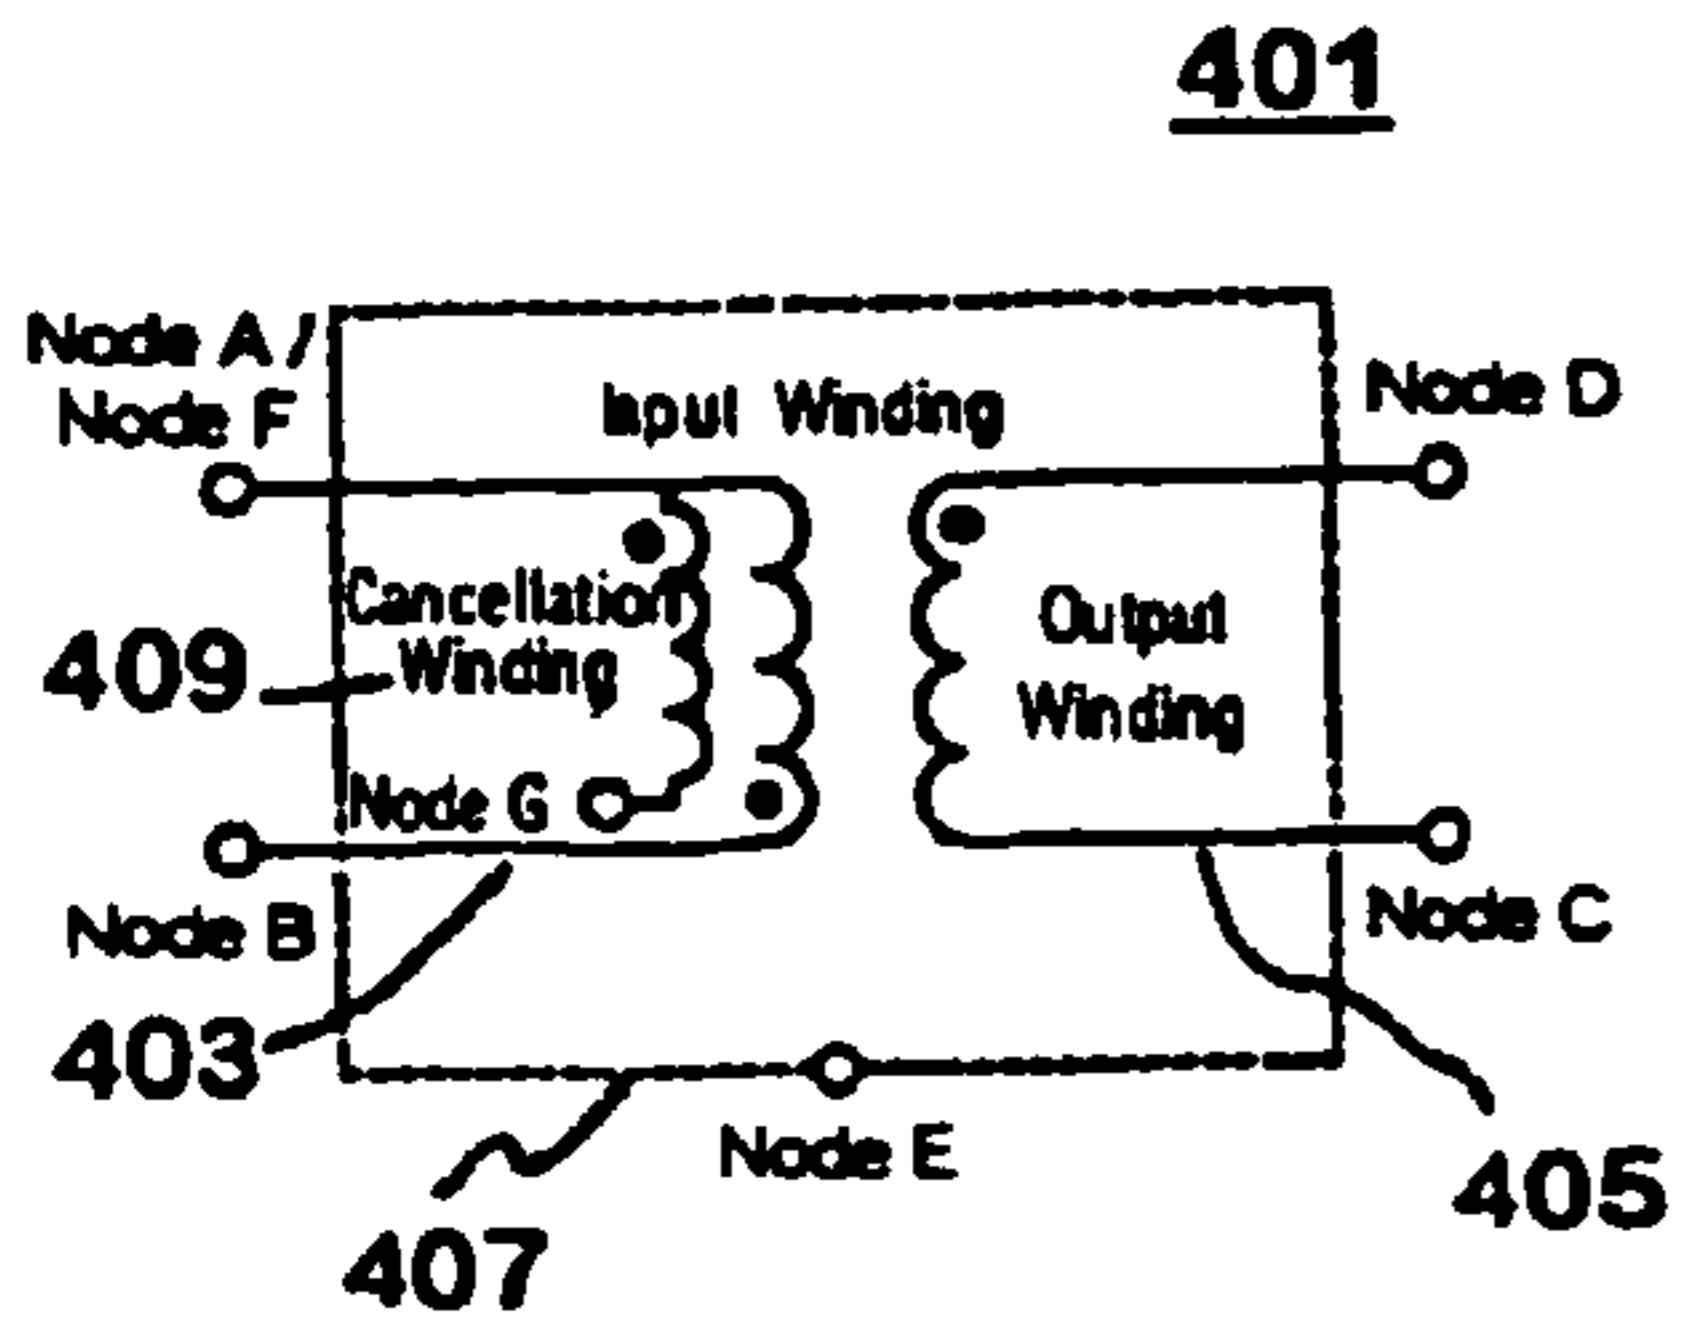 401
Node A /
Node F
Input Winding
Node D
Cancellation
Winding
409
Output
Winding
Node G
Node B
Node C
403
Node E
405
407